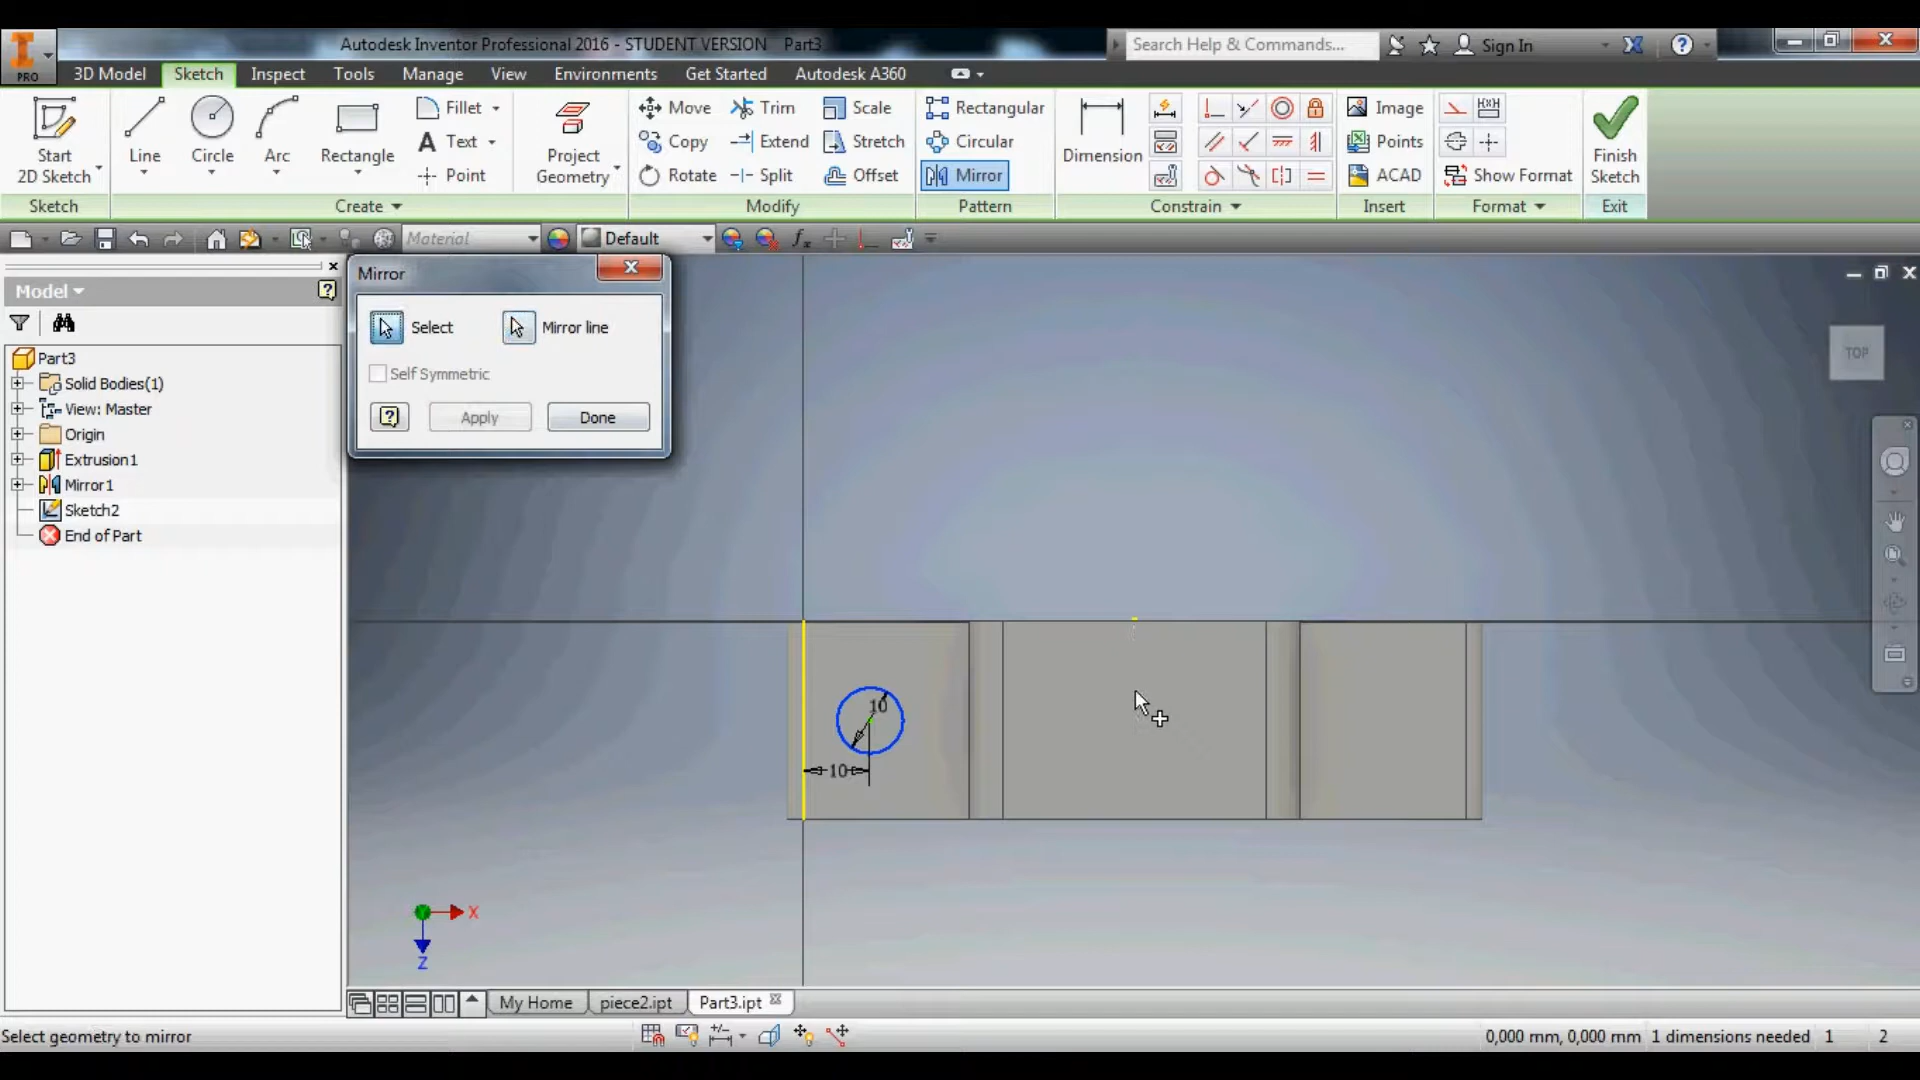 Autodesk Inventor Professional 2016 - STUDENT VERSION Part3
Search Help & Commands...
Sign In
PRO
3D Model Sketch Inspect Tools Manage View Environments Get Started Autodesk A360
Start 2D Sketch
Line
Circle
Arc
Rectangle
Fillet
Text
Point
Project Geometry
Move
Copy
Rotate
Trim
Extend
Split
Scale
Stretch
Offset
Rectangular
Circular
Mirror
Dimension
Image
Points
ACAD
Show Format
Finish Sketch
Sketch
Create
Modify
Pattern
Constrain
Insert
Format
Exit
Material
Default
fx
Model
Part3
Solid Bodies(1)
View: Master
Origin
Extrusion1
Mirror1
Sketch2
End of Part
Mirror
Select
Mirror line
Self Symmetric
Apply
Done
TOP
10
10
X
Z
My Home
piece2.ipt
Part3.ipt
Select geometry to mirror
0,000 mm, 0,000 mm 1 dimensions needed 1 2